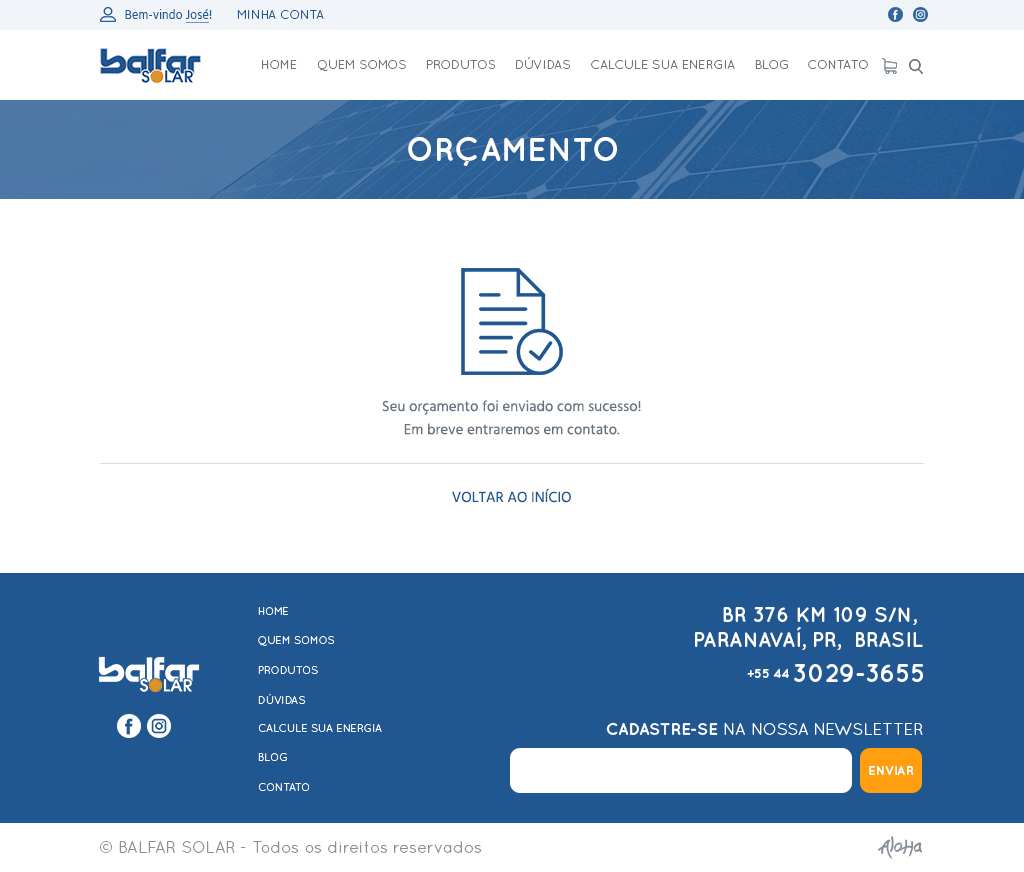 Bem-vindo José! MINHA CONTA
balfar SOLAR
HOME QUEM SOMOS PRODUTOS DÚVIDAS CALCULE SUA ENERGIA BLOG CONTATO
ORÇAMENTO
Seu orçamento foi enviado com sucesso!
Em breve entraremos em contato.
VOLTAR AO INÍCIO
balfar SOLAR
HOME
QUEM SOMOS
PRODUTOS
DÚVIDAS
CALCULE SUA ENERGIA
BLOG
CONTATO
BR 376 KM 109 S/N,
PARANAVAÍ, PR, BRASIL
+55 44 3029-3655
CADASTRE-SE NA NOSSA NEWSLETTER
ENVIAR
© BALFAR SOLAR - Todos os direitos reservados
Aloha